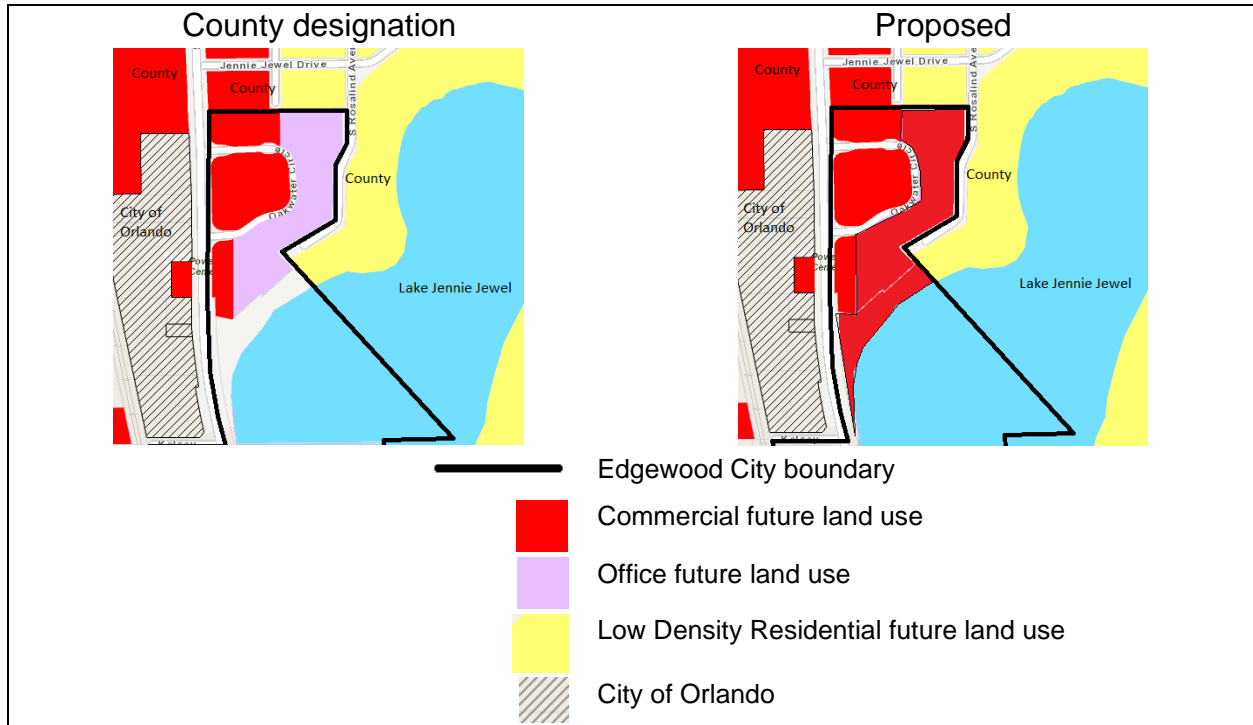 County designation
Proposed
Jennie Jewel Drive
S Rosalind Ave
County
County
Oakwater Circle
County
City of
Orlando
Lake Jennie Jewel
Jennie Jewel Drive
S Rosalind Ave
County
County
Oakwater Circle
County
City of
Orlando
Lake Jennie Jewel
Edgewood City boundary
Commercial future land use
Office future land use
Low Density Residential future land use
City of Orlando